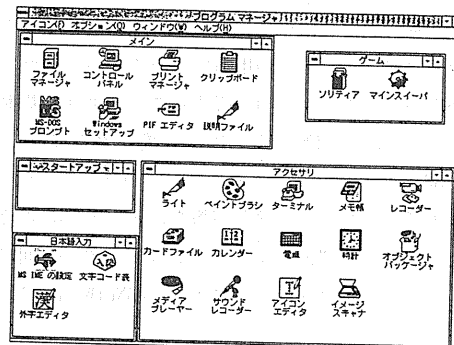 プログラム マネージャ
アイコン(I) オプション(O) ウィンドウ(W) ヘルプ(H)
メイン
ファイル マネージャ
コントロール パネル
プリント マネージャ
クリップボード
MS-DOS プロンプト
Windows セットアップ
PIF エディタ
説明ファイル
ゲーム
ソリティア
マインスイーパ
スタートアップ
アクセサリ
ライト
ペイントブラシ
ターミナル
メモ帳
レコーダー
カードファイル
カレンダー
電卓
時計
オブジェクト パッケージャ
メディア プレーヤー
サウンド レコーダー
アイコン エディタ
イメージ スキャナ
日本語入力
MS IME の設定
文字コード表
外字エディタ